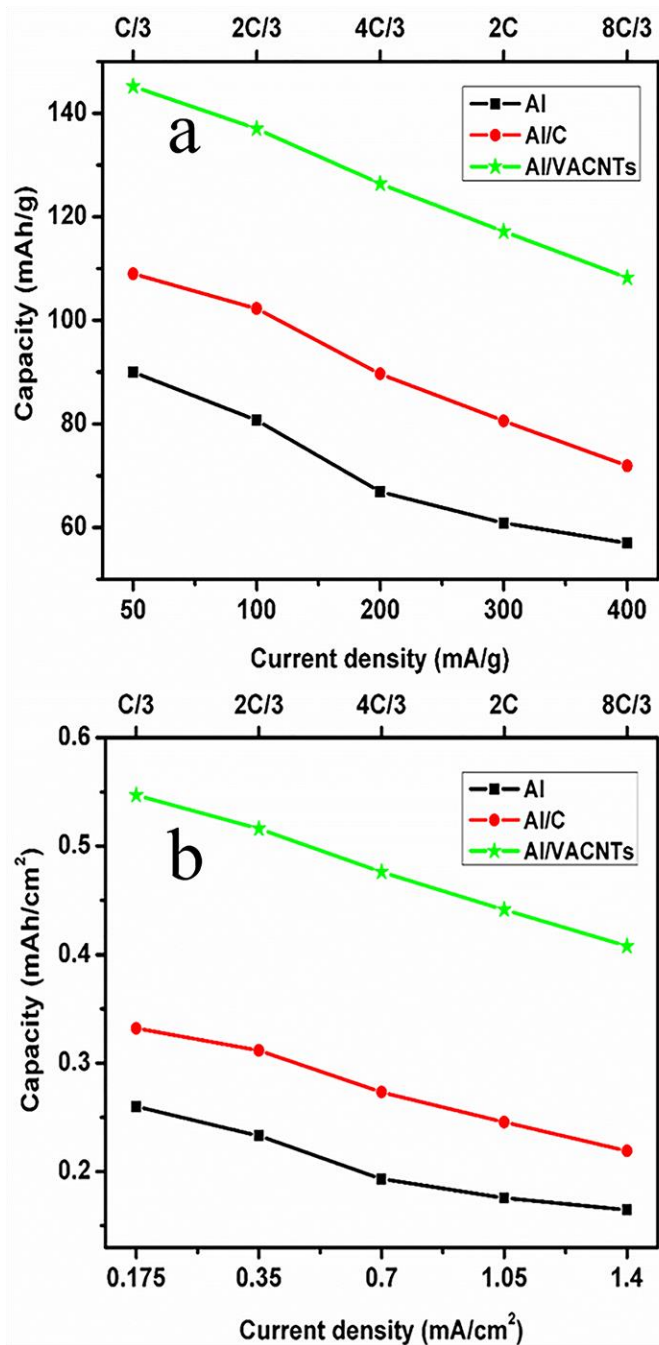 C/3 2C/3 4C/3 2C 8C/3
a
Al
Al/C
Al/VACNTs
140
120
100
80
60
Capacity (mAh/g)
50 100 200 300 400
Current density (mA/g)
C/3 2C/3 4C/3 2C 8C/3
0.6
0.5
0.4
0.3
0.2
b
Al
Al/C
Al/VACNTs
Capacity (mAh/cm²)
0.175 0.35 0.7 1.05 1.4
Current density (mA/cm²)